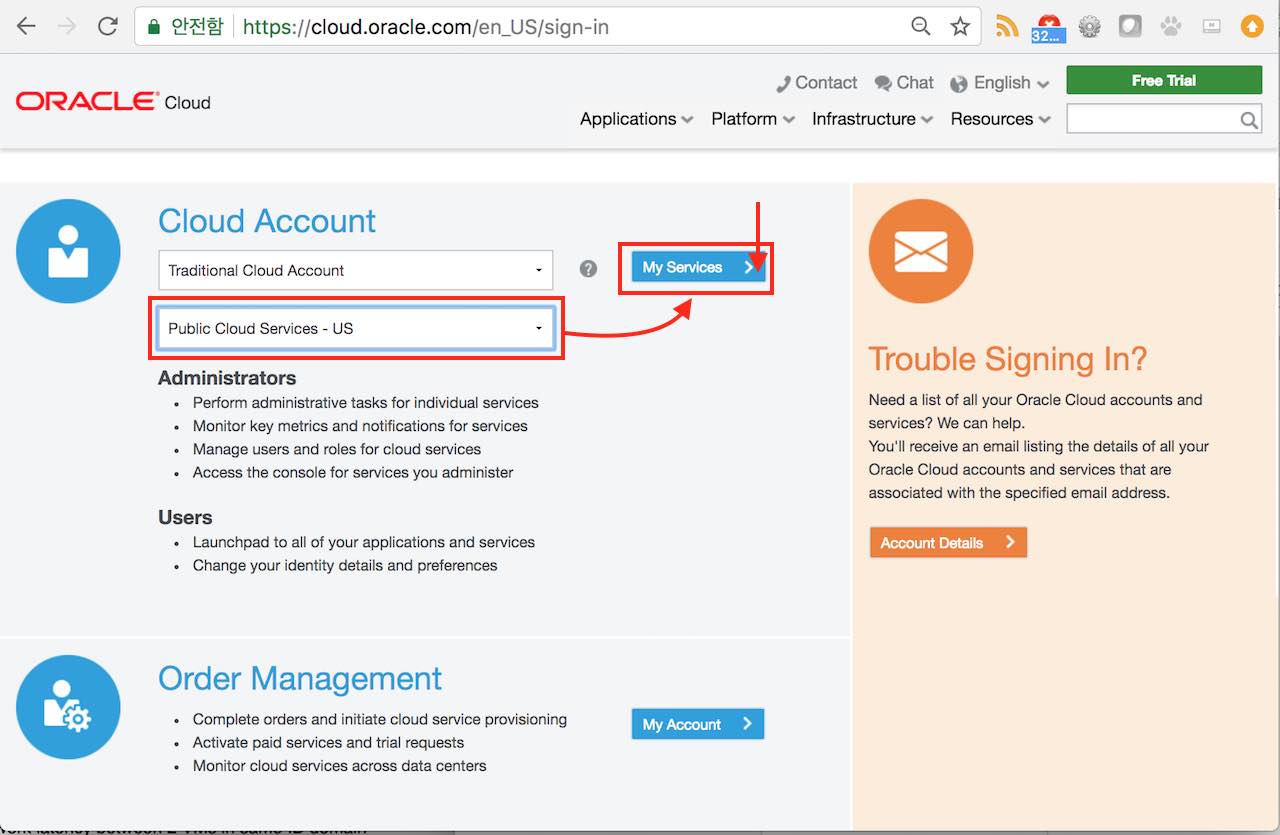 안전함
https://cloud.oracle.com/en_US/sign-in
32...
ORACLE Cloud
Contact
Chat
English
Free Trial
Applications
Platform
Infrastructure
Resources
Cloud Account
Traditional Cloud Account
?
My Services
Public Cloud Services - US
Administrators
Perform administrative tasks for individual services
Monitor key metrics and notifications for services
Manage users and roles for cloud services
Access the console for services you administer
Users
Launchpad to all of your applications and services
Change your identity details and preferences
Trouble Signing In?
Need a list of all your Oracle Cloud accounts and
services? We can help.
You'll receive an email listing the details of all your
Oracle Cloud accounts and services that are
associated with the specified email address.
Account Details
Order Management
Complete orders and initiate cloud service provisioning
Activate paid services and trial requests
Monitor cloud services across data centers
My Account